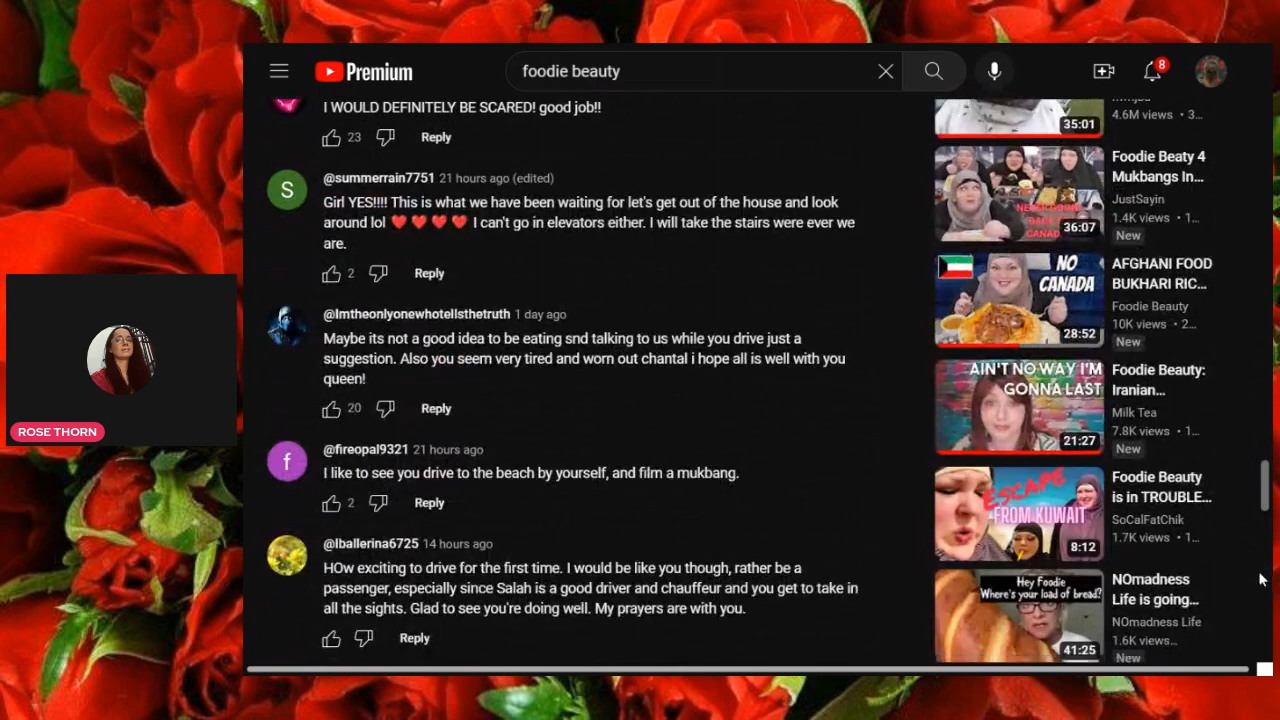 Premium
foodie beauty
8
I WOULD DEFINITELY BE SCARED! good job!!
23
Reply
S
@summerrain7751 21 hours ago (edited)
Girl YES!!!! This is what we have been waiting for let's get out of the house and look
around lol ❤️ ❤️ ❤️ ❤️ I can't go in elevators either. I will take the stairs were ever we
are.
2
Reply
@Imtheonlyonewhotellsthetruth 1 day ago
Maybe its not a good idea to be eating snd talking to us while you drive just a
suggestion. Also you seem very tired and worn out chantal i hope all is well with you
queen!
20
Reply
f
@fireopal9321 21 hours ago
I like to see you drive to the beach by yourself, and film a mukbang.
2
Reply
@lballerina6725 14 hours ago
HOw exciting to drive for the first time. I would be like you though, rather be a
passenger, especially since Salah is a good driver and chauffeur and you get to take in
all the sights. Glad to see you're doing well. My prayers are with you.
Reply
ROSE THORN
35:01
4.6M views • 3...
36:07
Foodie Beaty 4
Mukbangs In...
JustSayin
1.4K views • 1...
New
NO
CANADA
28:52
AFGHANI FOOD
BUKHARI RIC...
Foodie Beauty
10K views • 2...
New
AIN'T NO WAY I'M
GONNA LAST
21:27
Foodie Beauty:
Iranian...
Milk Tea
7.8K views • 1...
New
ESCAPE
FROM KUWAIT
8:12
Foodie Beauty
is in TROUBLE...
SoCalFatChik
1.7K views • 1...
Hey Foodie
Where's your load of bread?
41:25
NOmadness
Life is going...
NOmadness Life
1.6K views...
New